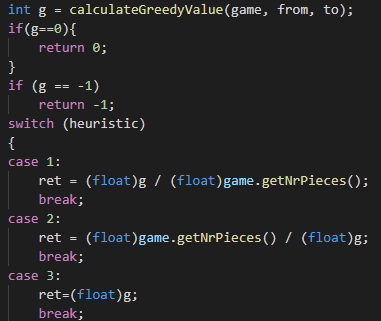 int g = calculateGreedyValue(game, from, to);
if(g==0){
    return 0;
}
if (g == -1)
    return -1;
switch (heuristic)
{
case 1:
    ret = (float)g / (float)game.getNrPieces();
    break;
case 2:
    ret = (float)game.getNrPieces() / (float)g;
    break;
case 3:
    ret=(float)g;
    break;